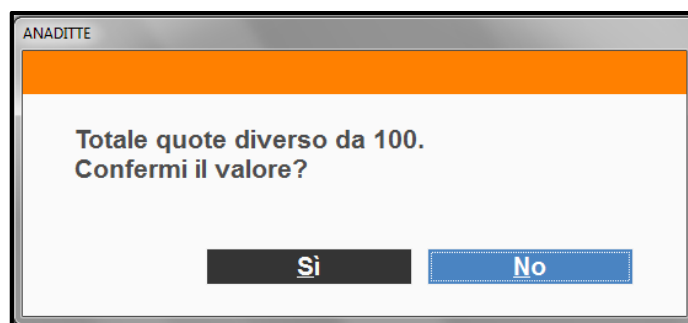 ANADITTE
Totale quote diverso da 100.
Confermi il valore?
Sì
No